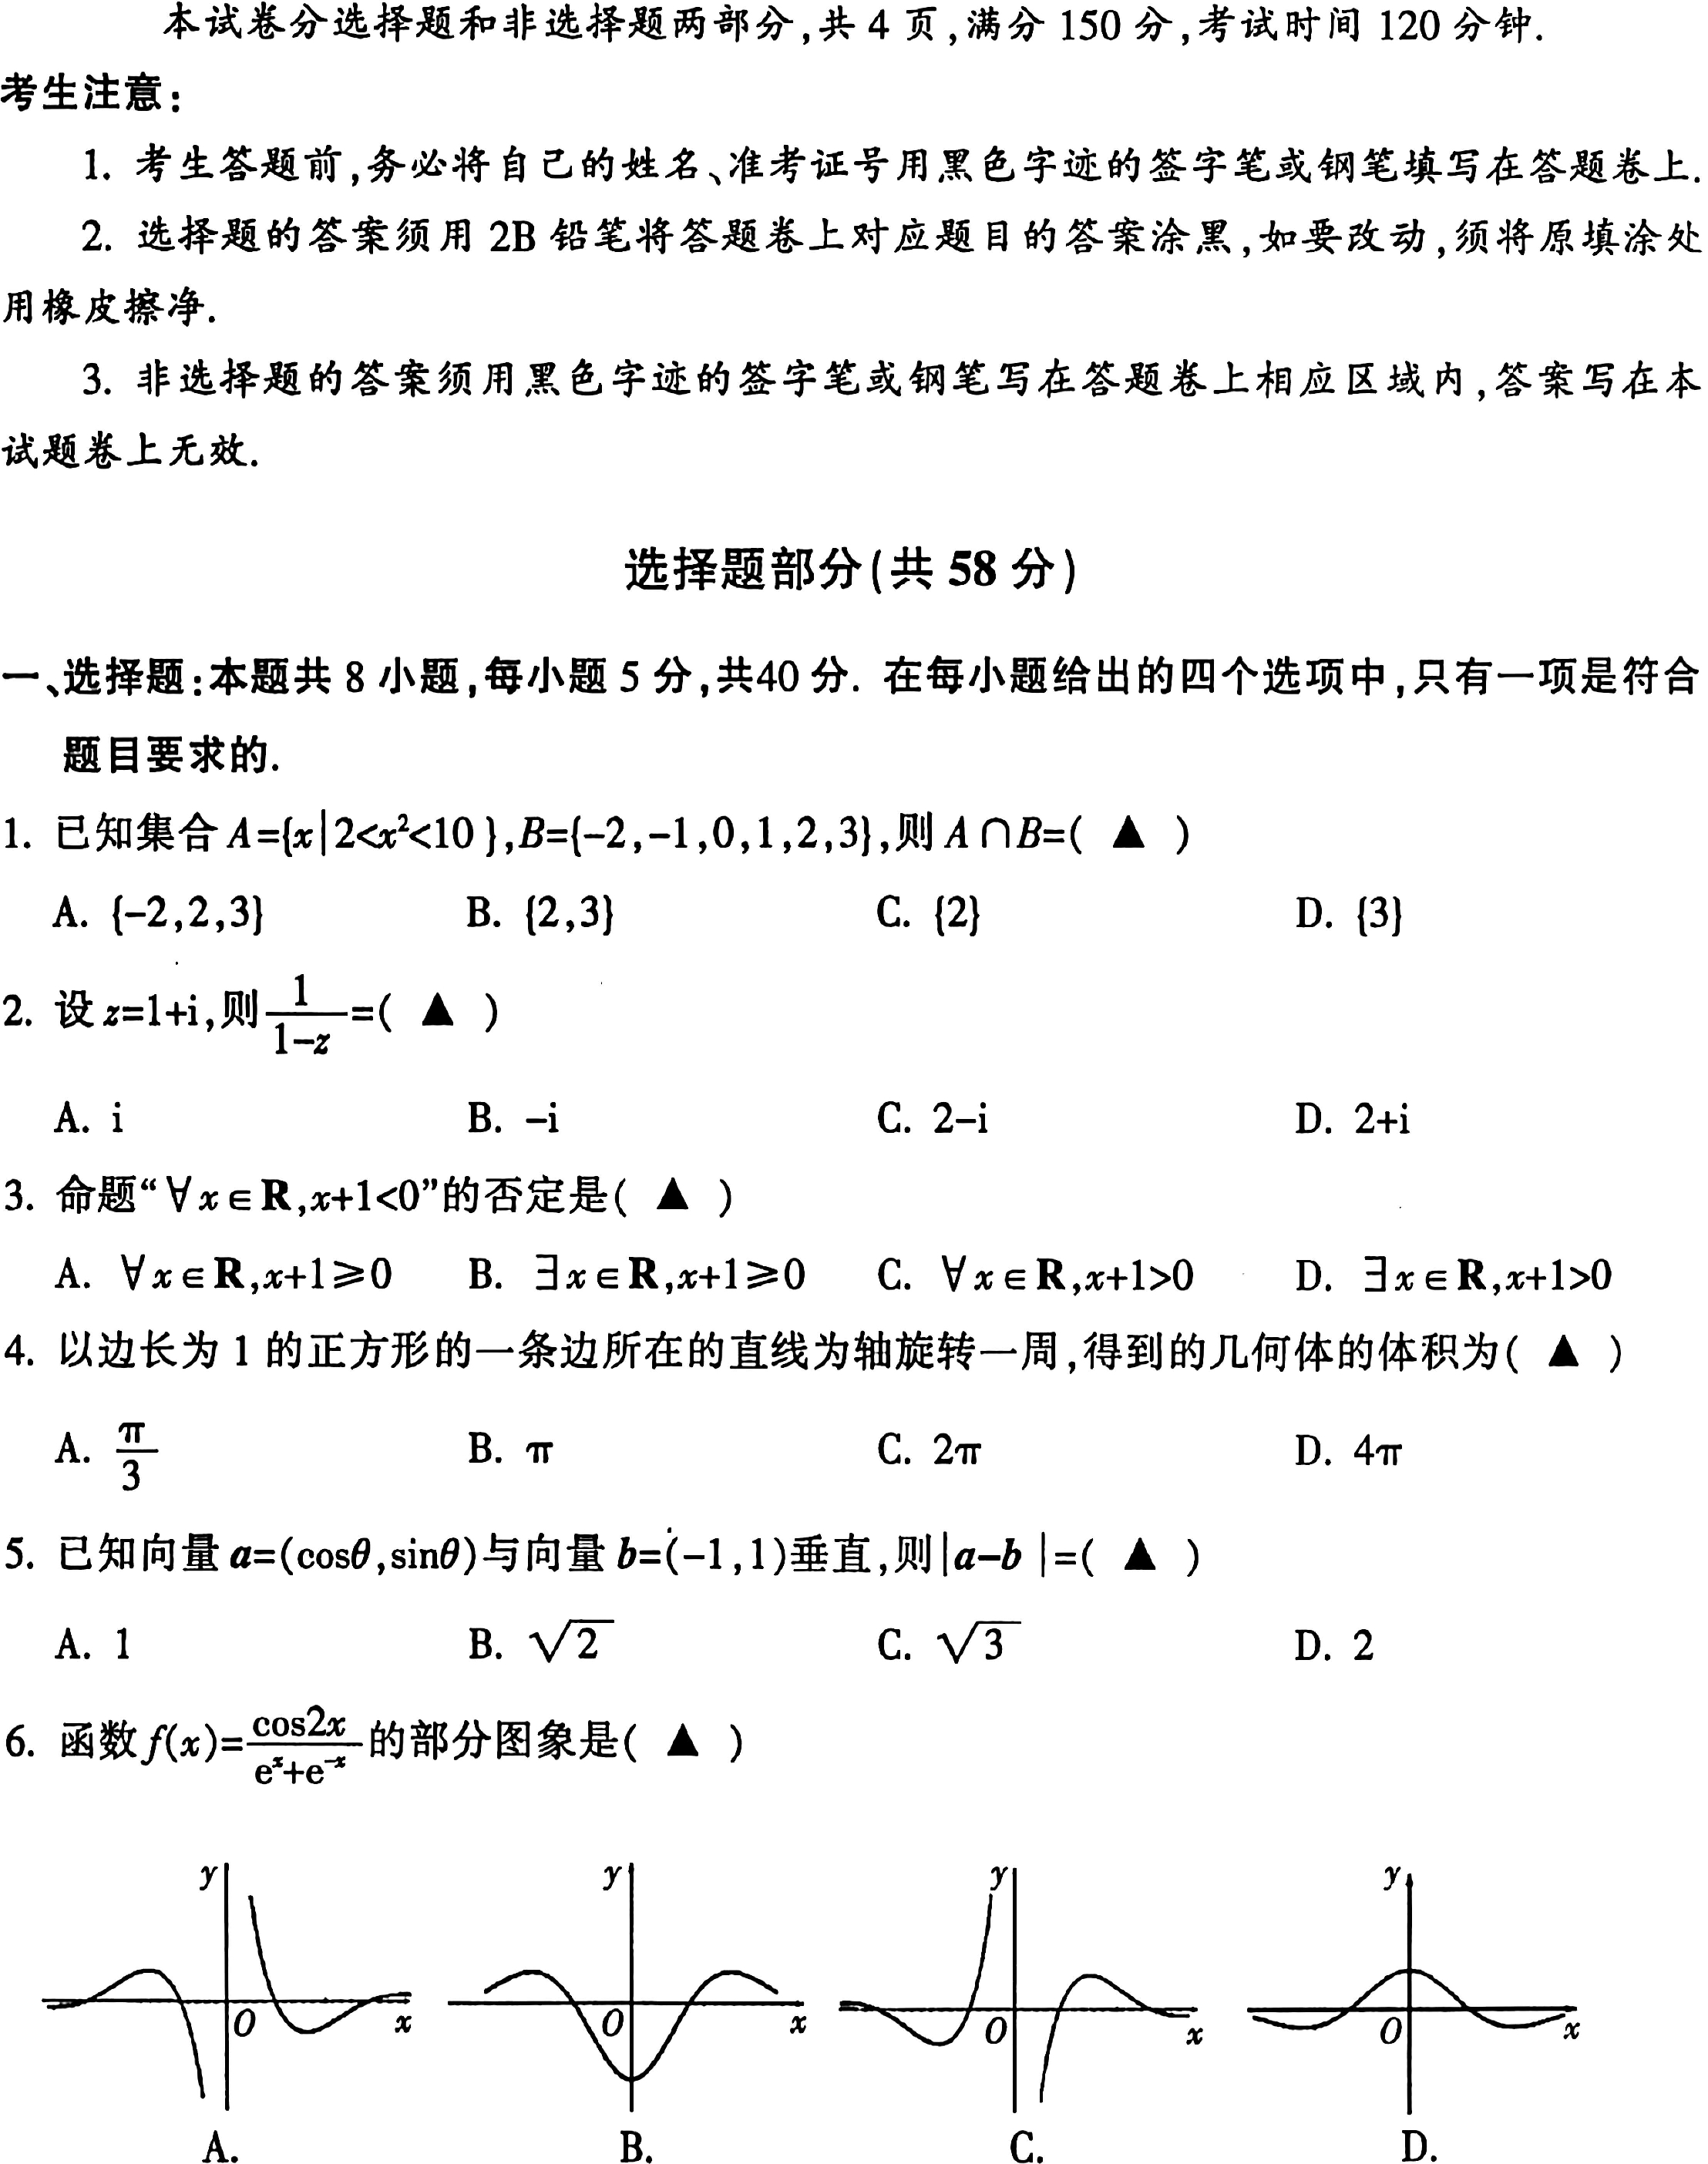 本试卷分选择题和非选择题两部分,共 4 页,满分 150 分,考试时间 120 分钟.
考生注意:
1. 考生答题前,务必将自己的姓名、准考证号用黑色字迹的签字笔或钢笔填写在答题卷上.
2. 选择题的答案须用 2B 铅笔将答题卷上对应题目的答案涂黑,如要改动,须将原填涂处
用橡皮擦净.
3. 非选择题的答案须用黑色字迹的签字笔或钢笔写在答题卷上相应区域内,答案写在本
试题卷上无效.
选择题部分(共 58 分)
一、选择题:本题共 8 小题,每小题 5 分,共40 分. 在每小题给出的四个选项中,只有一项是符合
题目要求的.
1. 已知集合 A={x|2<x²<10},B={-2,-1,0,1,2,3},则 A∩B=( ▲ )
A. {-2,2,3} B. {2,3} C. {2} D. {3}
2. 设 z=1+i,则 1/(1-z)=( ▲ )
A. i B. -i C. 2-i D. 2+i
3. 命题“∀x∈R,x+1<0”的否定是( ▲ )
A. ∀x∈R,x+1⩾0 B. ∃x∈R,x+1⩾0 C. ∀x∈R,x+1>0 D. ∃x∈R,x+1>0
4. 以边长为 1 的正方形的一条边所在的直线为轴旋转一周,得到的几何体的体积为( ▲ )
A. π/3 B. π C. 2π D. 4π
5. 已知向量 a=(cosθ,sinθ)与向量 b=(-1,1)垂直,则|a-b|=( ▲ )
A. 1 B. √2 C. √3 D. 2
6. 函数 f(x)=cos2x/(eˣ+e⁻ˣ) 的部分图象是( ▲ )
y y y y
O x O x O x O x
A. B. C. D.